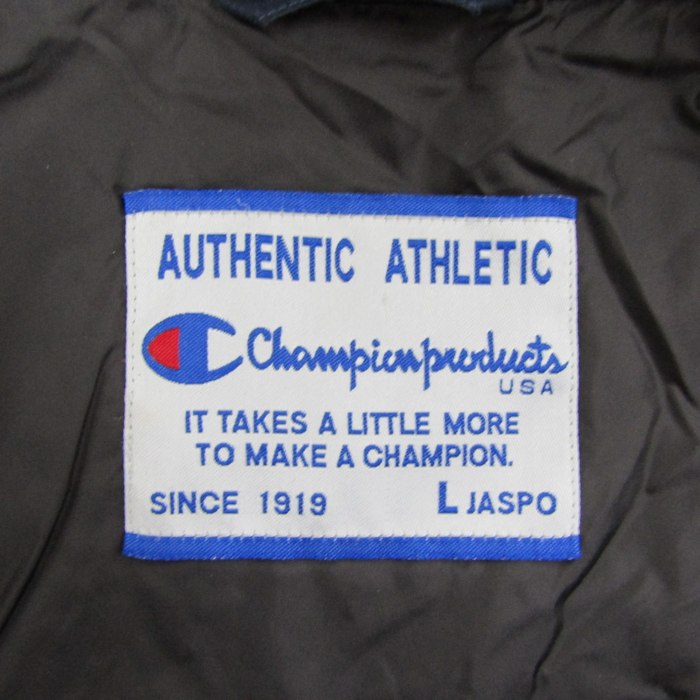 AUTHENTIC ATHLETIC
Championproducts
USA
IT TAKES A LITTLE MORE
TO MAKE A CHAMPION.
SINCE 1919 L JASPO